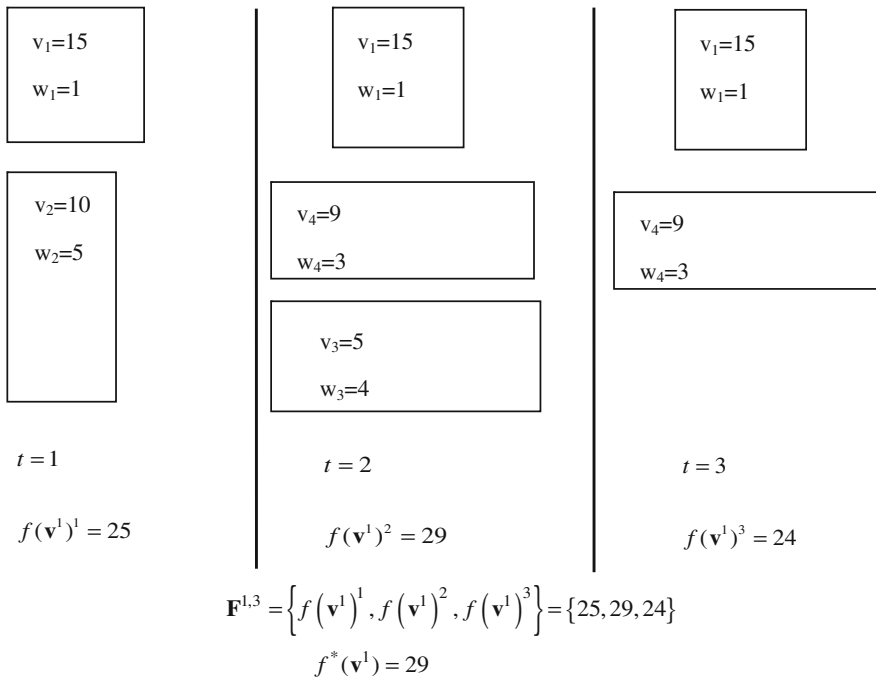 v₁=15
w₁=1
v₂=10
w₂=5
t = 1
f(𝐯¹)¹ = 25
v₁=15
w₁=1
v₄=9
w₄=3
v₃=5
w₃=4
t = 2
f(𝐯¹)² = 29
v₁=15
w₁=1
v₄=9
w₄=3
t = 3
f(𝐯¹)³ = 24
𝐅¹˒³ = {f(𝐯¹)¹, f(𝐯¹)², f(𝐯¹)³} = {25, 29, 24}
f*(𝐯¹) = 29